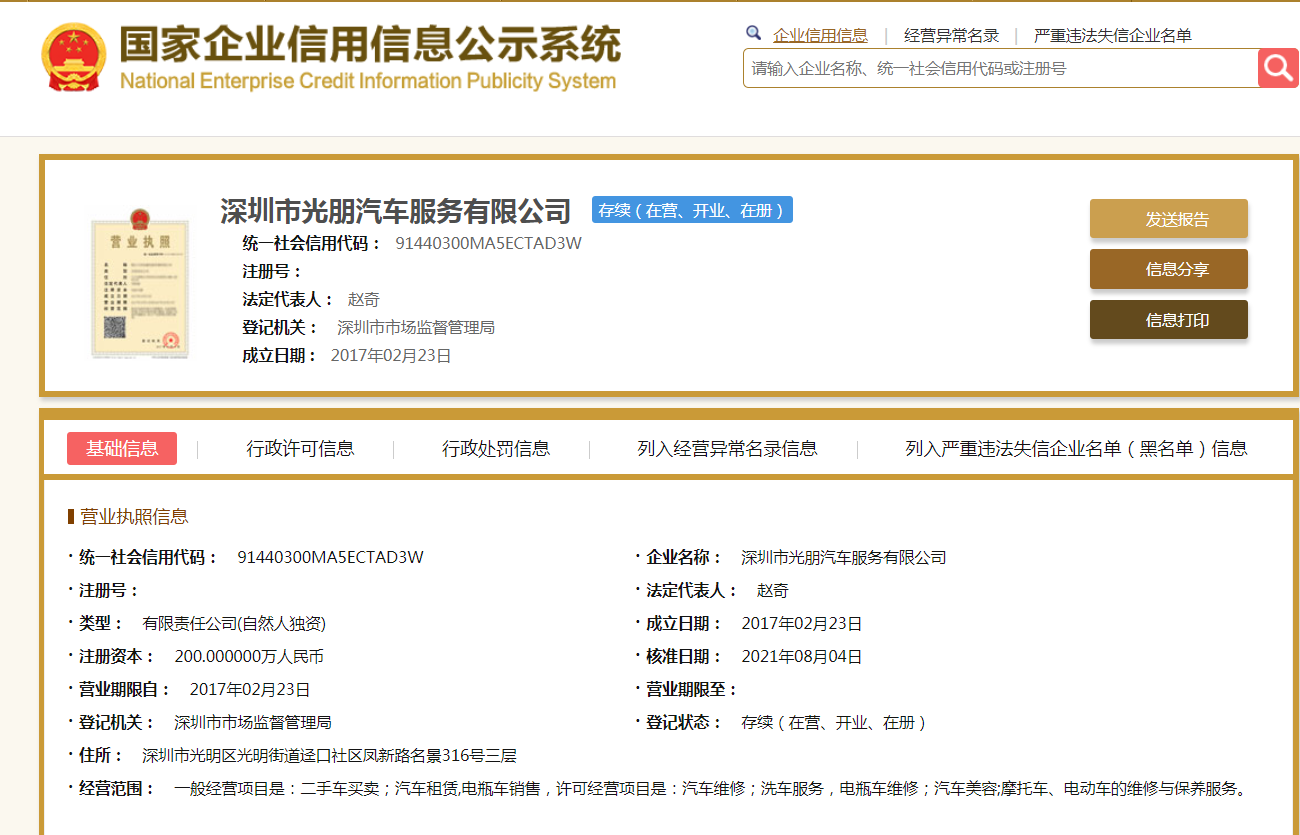 国家企业信用信息公示系统
National Enterprise Credit Information Publicity System
企业信用信息 | 经营异常名录 | 严重违法失信企业名单
请输入企业名称、统一社会信用代码或注册号
深圳市光朋汽车服务有限公司 存续（在营、开业、在册）
统一社会信用代码： 91440300MA5ECTAD3W
注册号：
法定代表人： 赵奇
登记机关： 深圳市市场监督管理局
成立日期： 2017年02月23日
营业执照
发送报告
信息分享
信息打印
基础信息 行政许可信息 行政处罚信息 列入经营异常名录信息 列入严重违法失信企业名单（黑名单）信息
营业执照信息
· 统一社会信用代码： 91440300MA5ECTAD3W · 企业名称： 深圳市光朋汽车服务有限公司
· 注册号： · 法定代表人： 赵奇
· 类型： 有限责任公司(自然人独资) · 成立日期： 2017年02月23日
· 注册资本： 200.000000万人民币 · 核准日期： 2021年08月04日
· 营业期限自： 2017年02月23日 · 营业期限至：
· 登记机关： 深圳市市场监督管理局 · 登记状态： 存续（在营、开业、在册）
· 住所： 深圳市光明区光明街道迳口社区凤新路名景316号三层
· 经营范围： 一般经营项目是：二手车买卖；汽车租赁,电瓶车销售，许可经营项目是：汽车维修；洗车服务，电瓶车维修；汽车美容;摩托车、电动车的维修与保养服务。